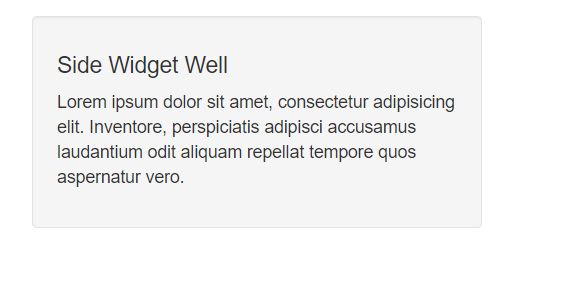 Side Widget Well
Lorem ipsum dolor sit amet, consectetur adipisicing
elit. Inventore, perspiciatis adipisci accusamus
laudantium odit aliquam repellat tempore quos
aspernatur vero.